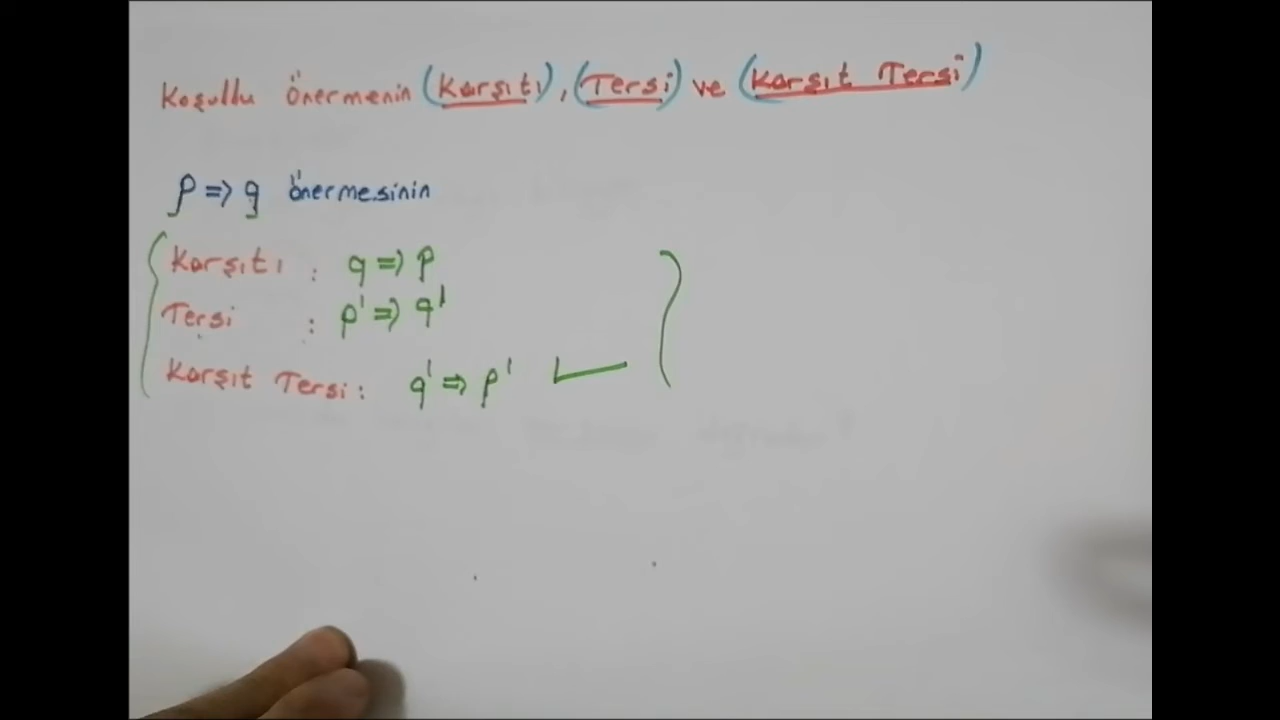 Koşullu önermenin (Karşıtı), (Tersi) ve (Karşıt Tersi)
p => q önermesinin
Karşıtı : q => p
Tersi : p' => q'
Karşıt Tersi : q' => p'